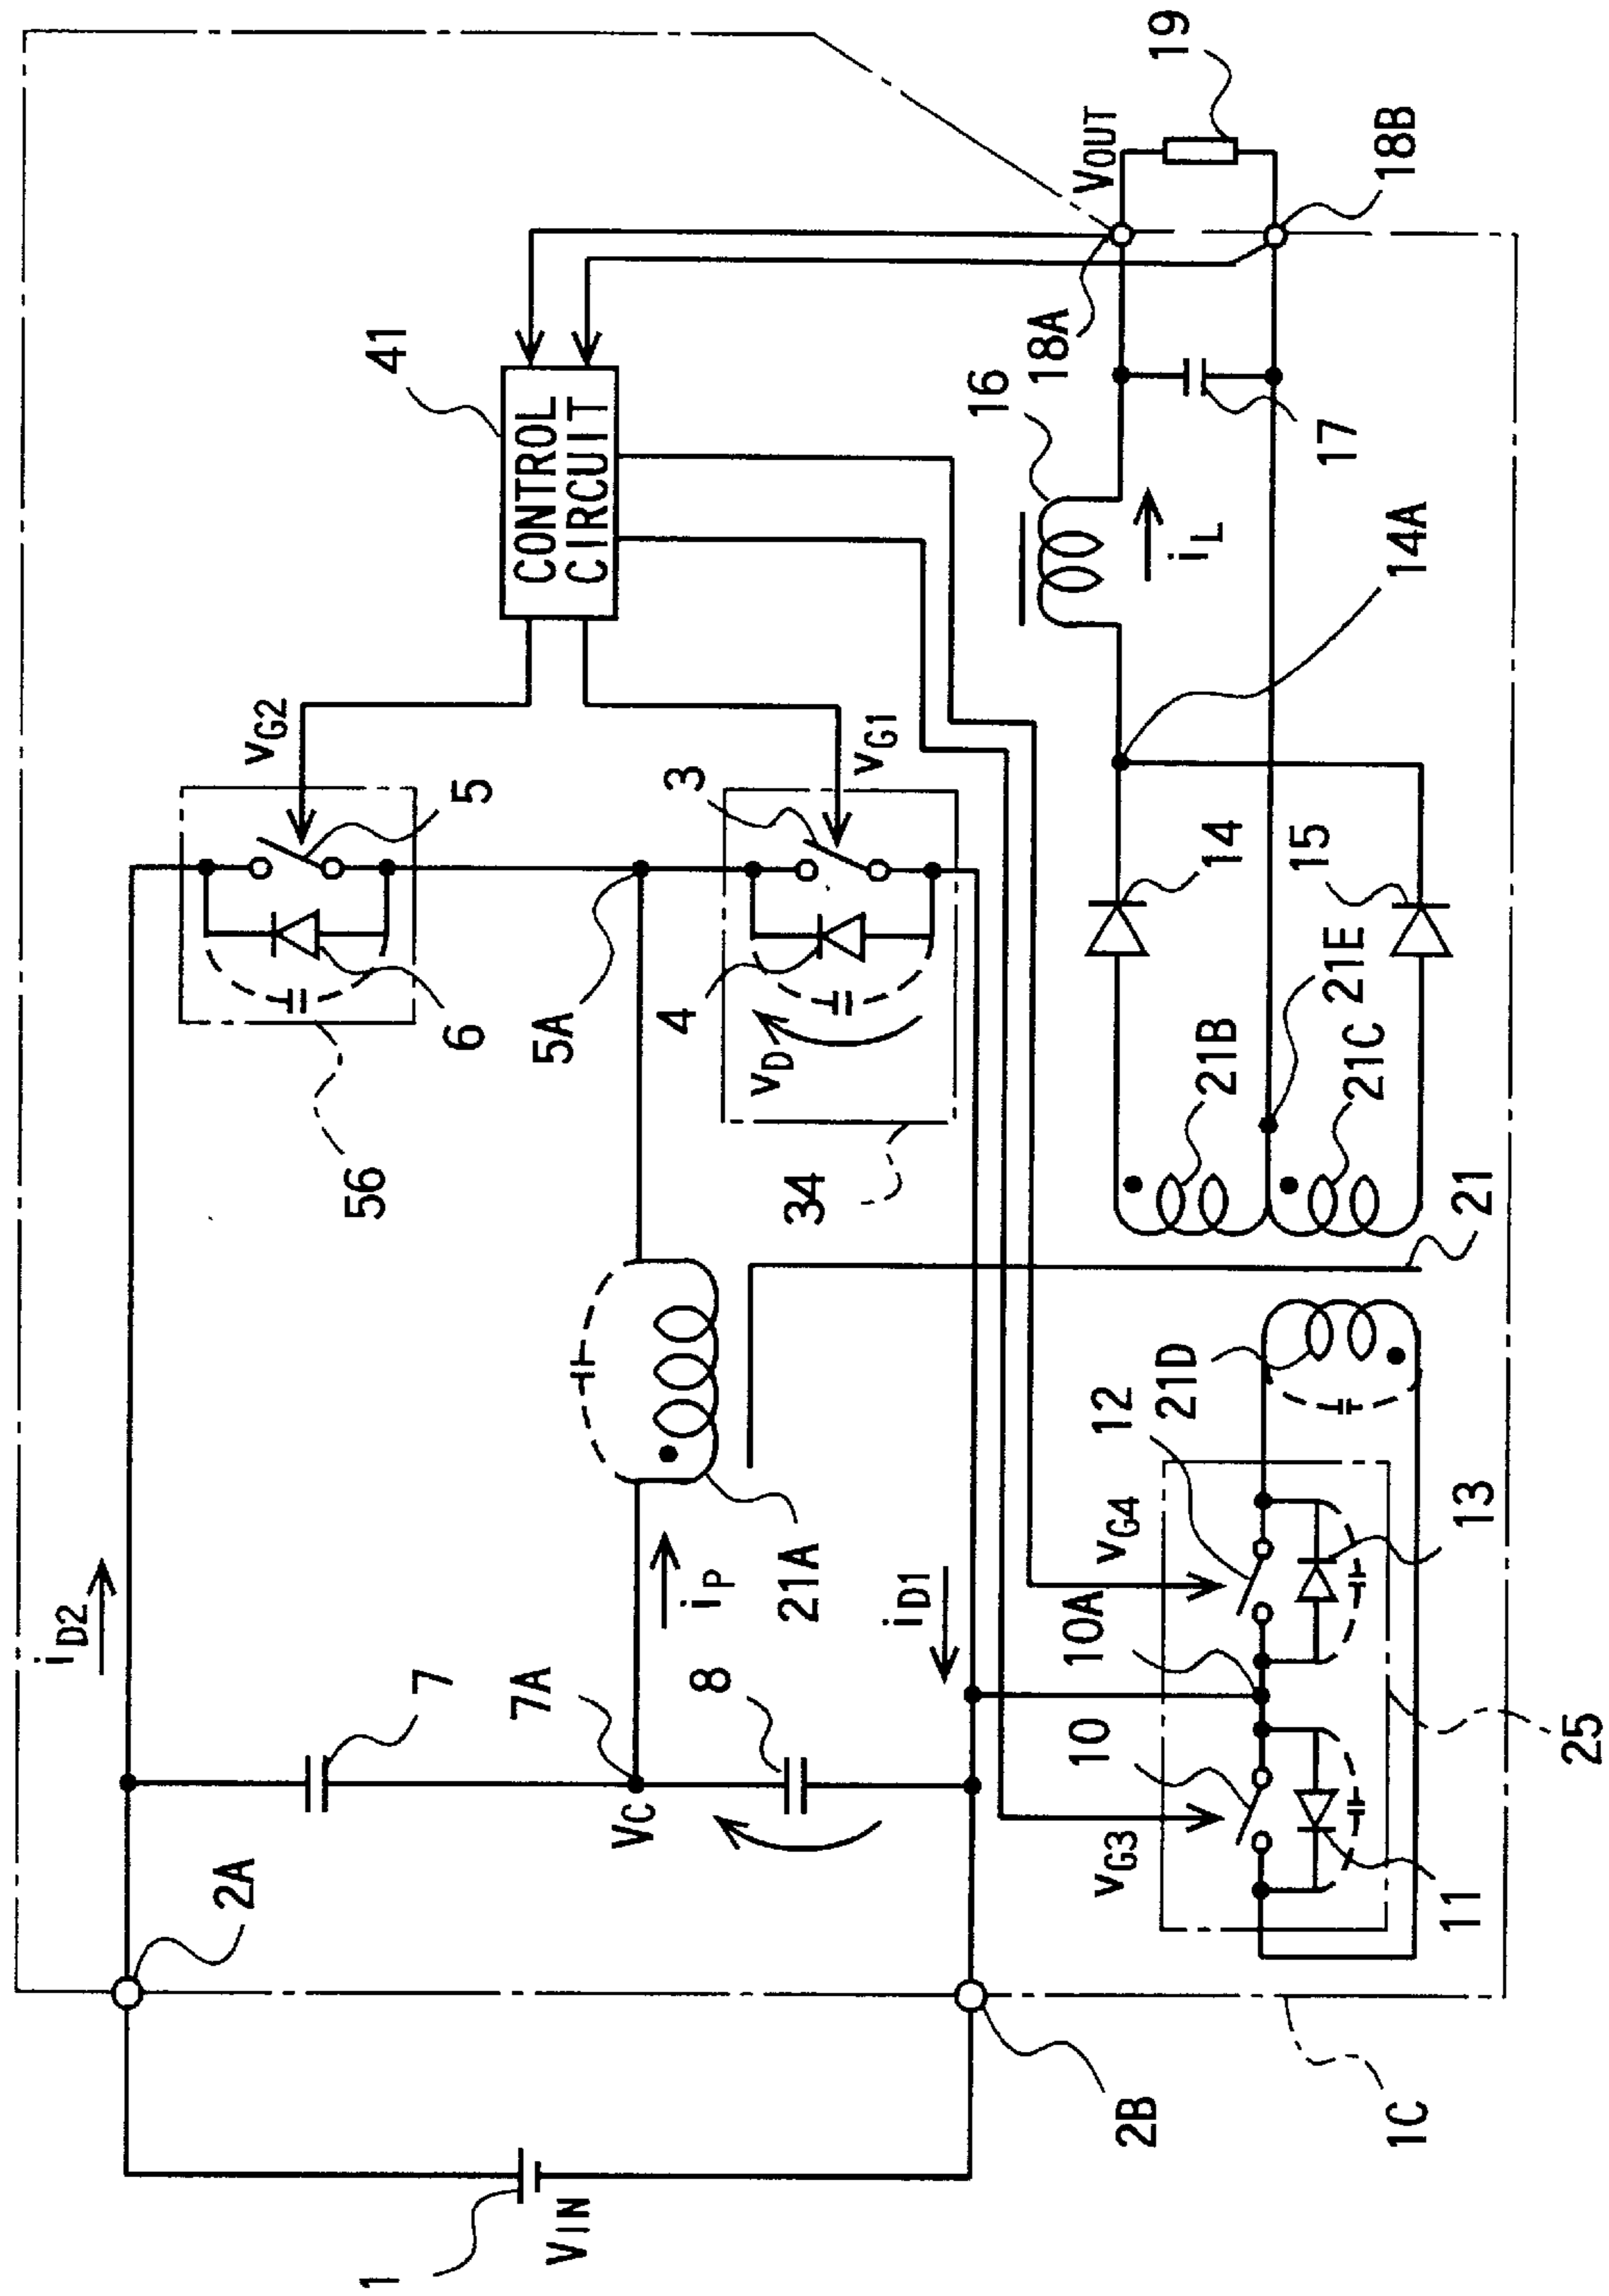 iD2
2A
7
56
6
5
vG2
41
CONTROL
CIRCUIT
1
VIN
VC
7A
iP
21A
5A
8
iD1
34
vD
4
3
vG1
2B
1C
vG3
10
10A
vG4
12
21D
11
25
13
21
21B
21C
21E
14
15
14A
16
iL
17
18A
VOUT
19
18B